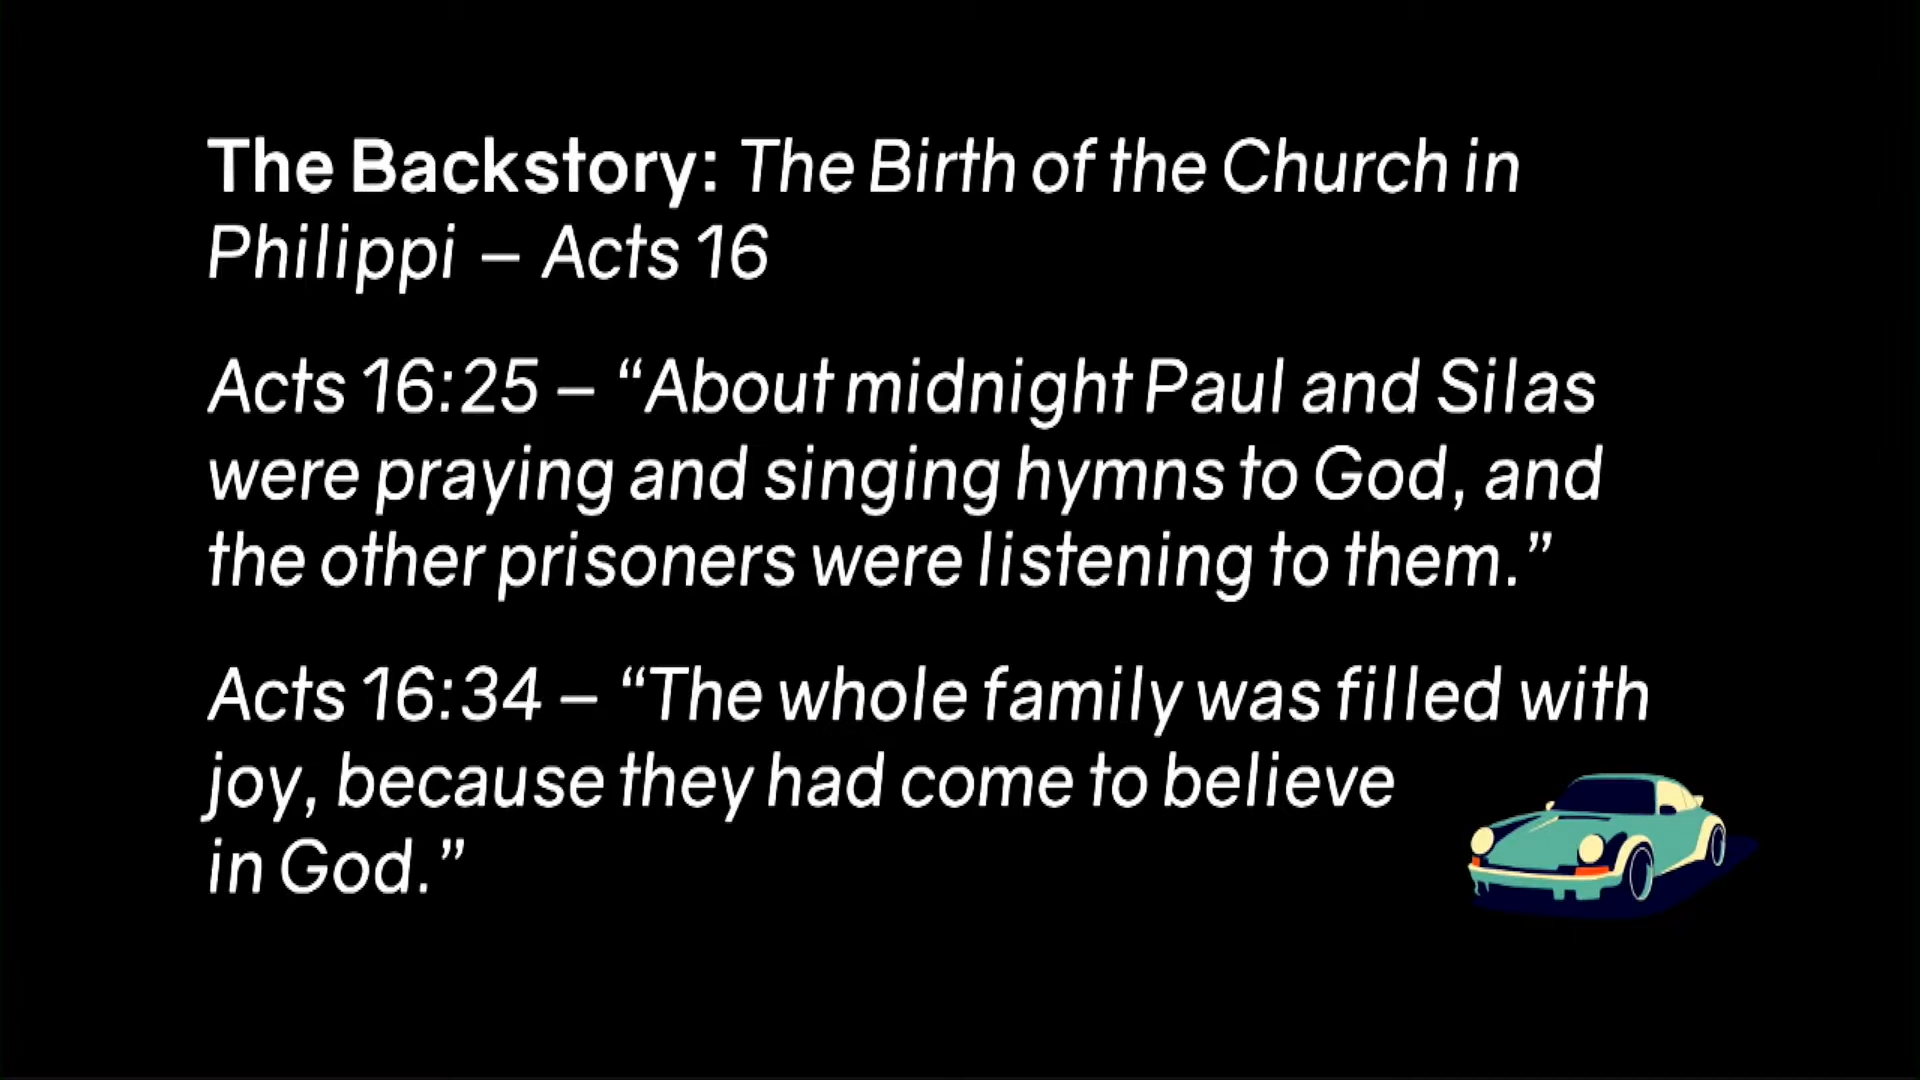 The Backstory: The Birth of the Church in
Philippi – Acts 16
Acts 16:25 – “About midnight Paul and Silas
were praying and singing hymns to God, and
the other prisoners were listening to them.”
Acts 16:34 – “The whole family was filled with
joy, because they had come to believe
in God.”